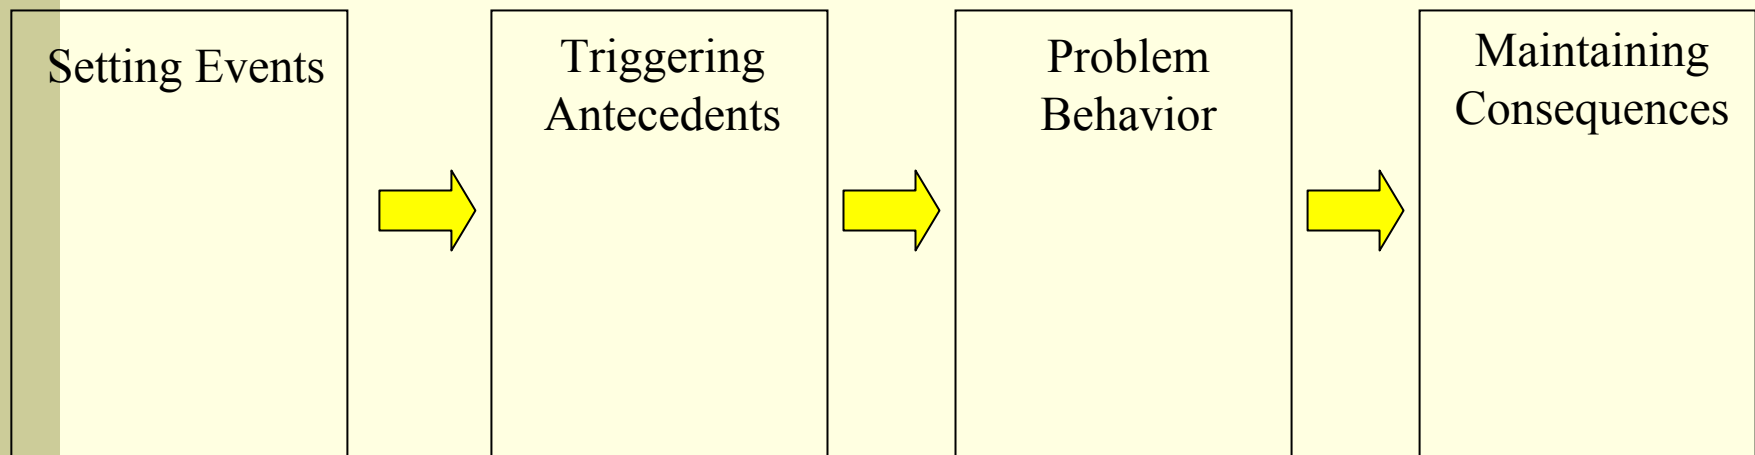 Setting Events
Triggering
Antecedents
Problem
Behavior
Maintaining
Consequences